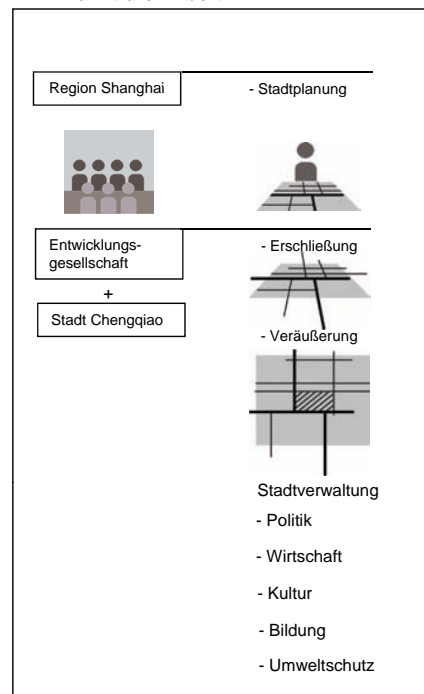 Region Shanghai
- Stadtplanung
Entwicklungs-
gesellschaft
+
Stadt Chengqiao
- Erschließung
- Veräußerung
Stadtverwaltung
- Politik
- Wirtschaft
- Kultur
- Bildung
- Umweltschutz